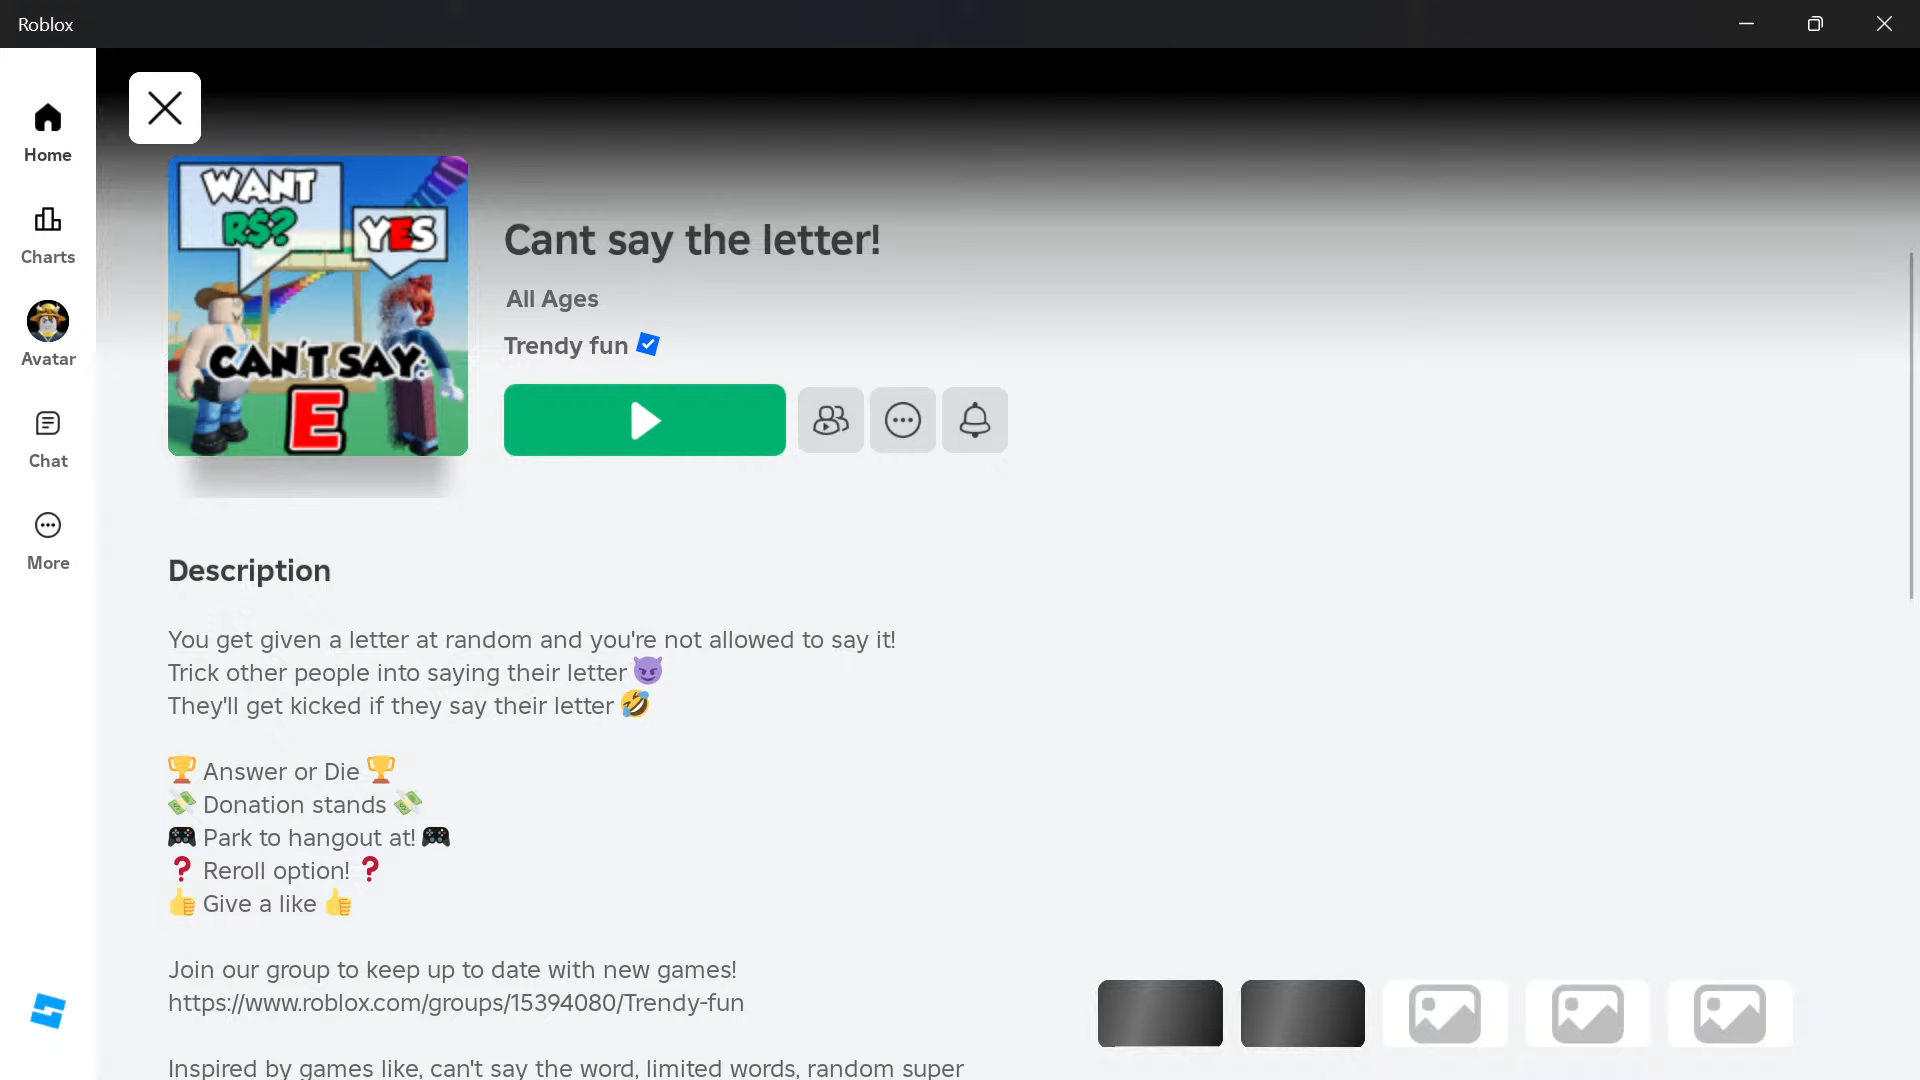 Roblox
Home
Charts
Avatar
Chat
More
WANT
R$?
YES
CAN'T SAY:
E
Cant say the letter!
All Ages
Trendy fun
Description
You get given a letter at random and you're not allowed to say it!
Trick other people into saying their letter 😈
They'll get kicked if they say their letter 🤣
🏆 Answer or Die 🏆
💸 Donation stands 💸
🎮 Park to hangout at! 🎮
❓ Reroll option! ❓
👍 Give a like 👍
Join our group to keep up to date with new games!
https://www.roblox.com/groups/15394080/Trendy-fun
Inspired by games like, can't say the word, limited words, random super